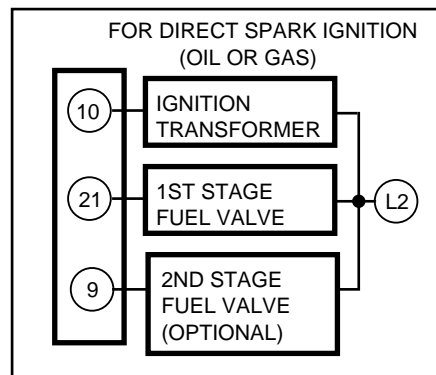 FOR DIRECT SPARK IGNITION
(OIL OR GAS)
10
IGNITION
TRANSFORMER
21
1ST STAGE
FUEL VALVE
L2
9
2ND STAGE
FUEL VALVE
(OPTIONAL)